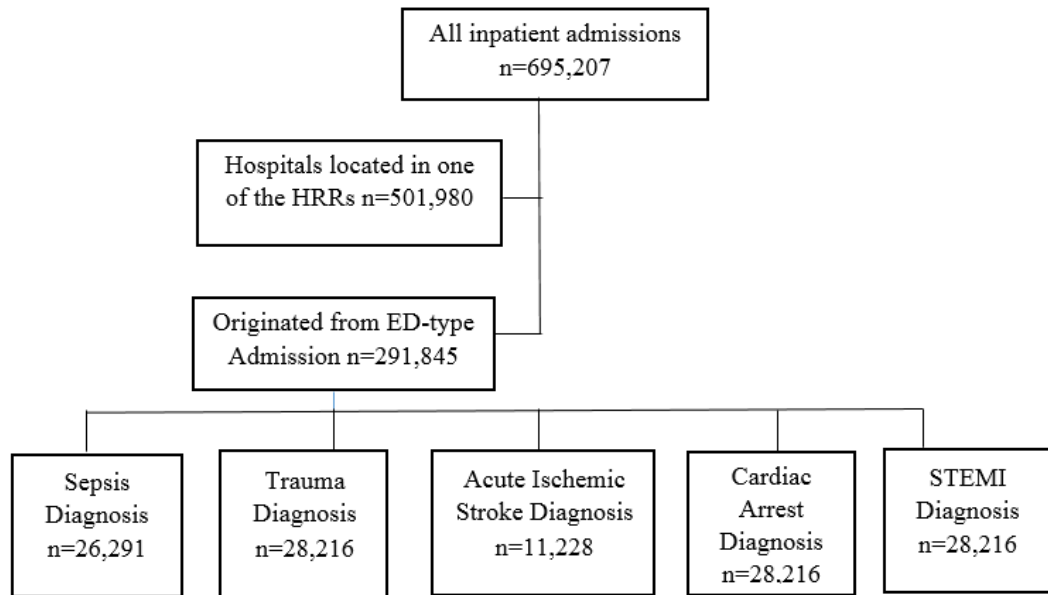 All inpatient admissions
n=695,207
Hospitals located in one
of the HRRs n=501,980
Originated from ED-type
Admission n=291,845
Sepsis
Diagnosis
n=26,291
Trauma
Diagnosis
n=28,216
Acute Ischemic
Stroke Diagnosis
n=11,228
Cardiac
Arrest
Diagnosis
n=28,216
STEMI
Diagnosis
n=28,216